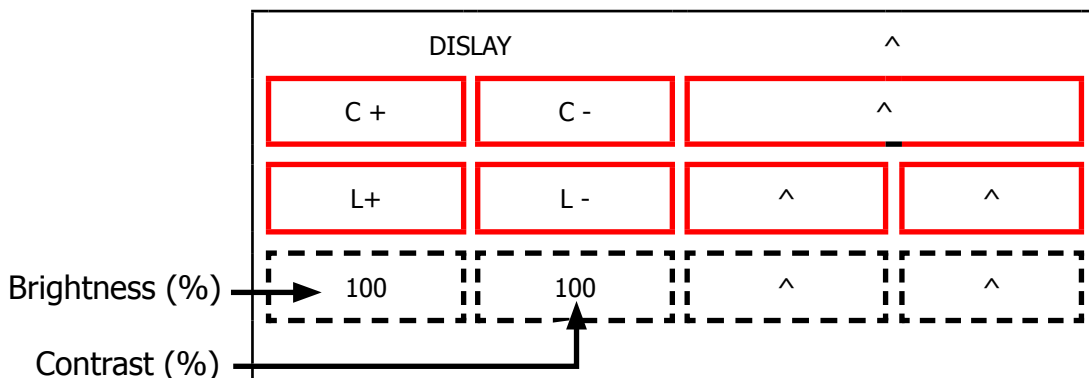 DISLAY ^
C + C - ^
L+ L - ^ ^
Brightness (%) 100 100 ^ ^
Contrast (%)